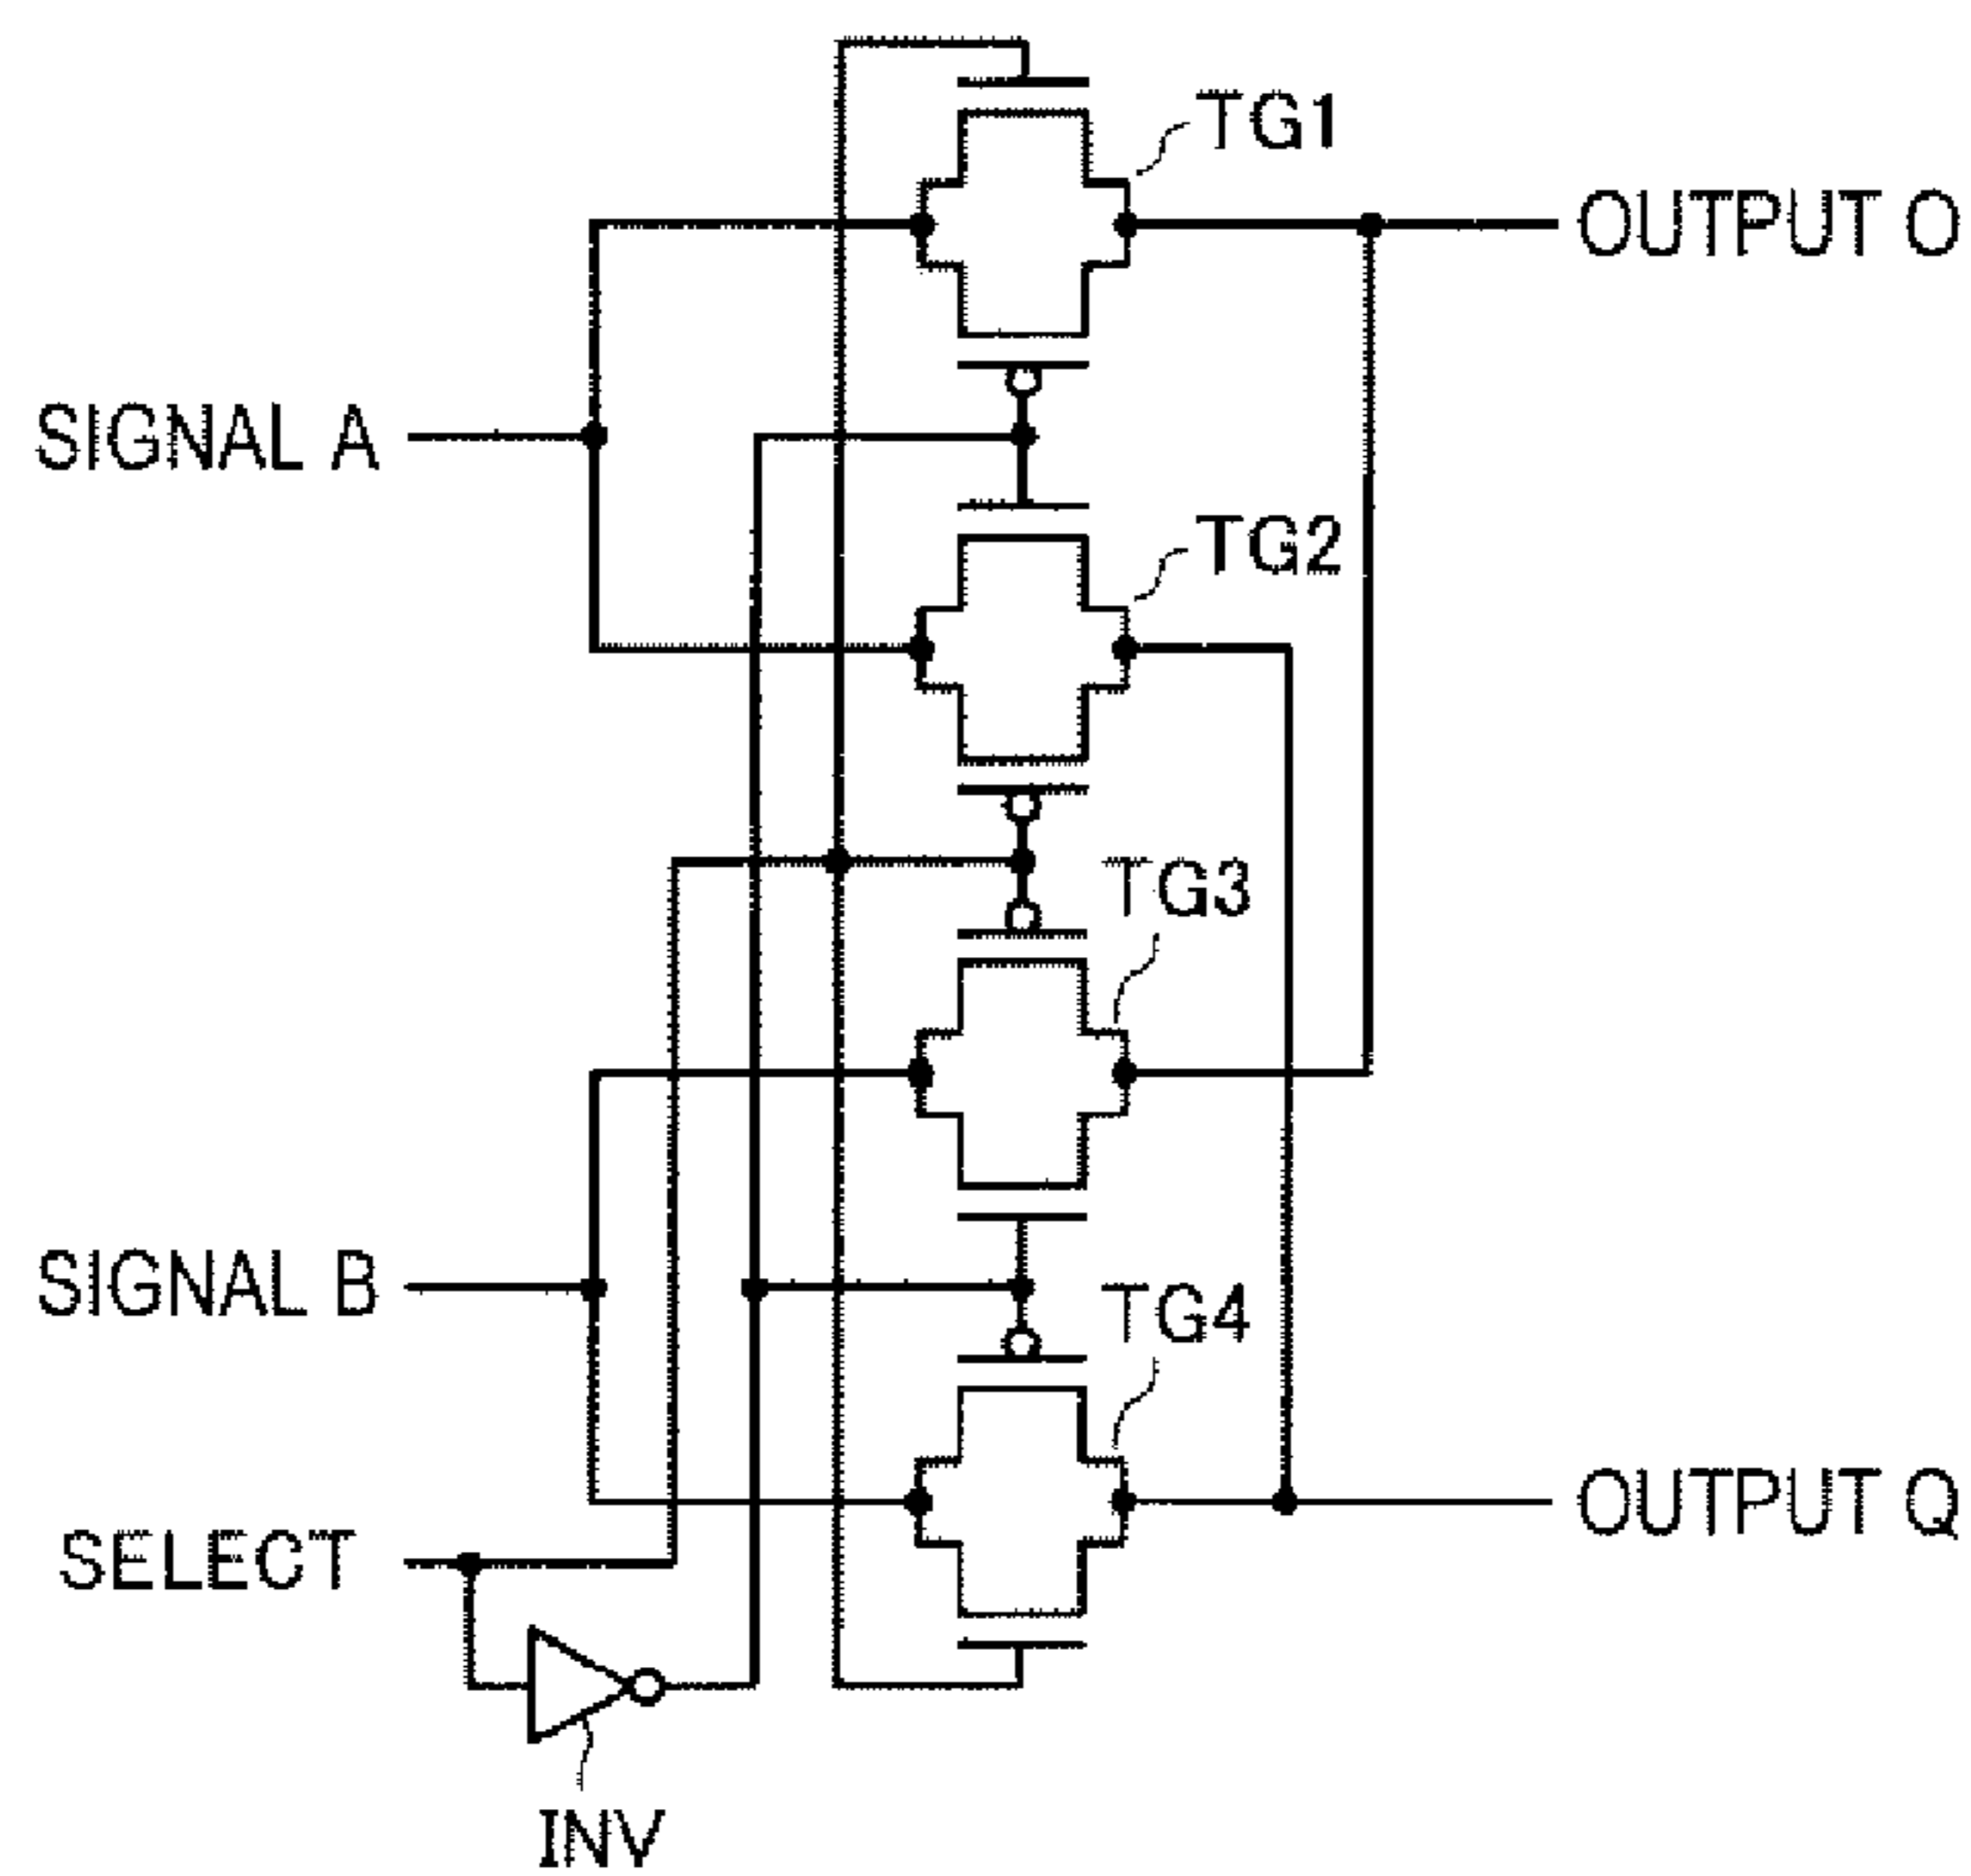 TG1
OUTPUT O
SIGNAL A
TG2
TG3
SIGNAL B
TG4
OUTPUT Q
SELECT
INV